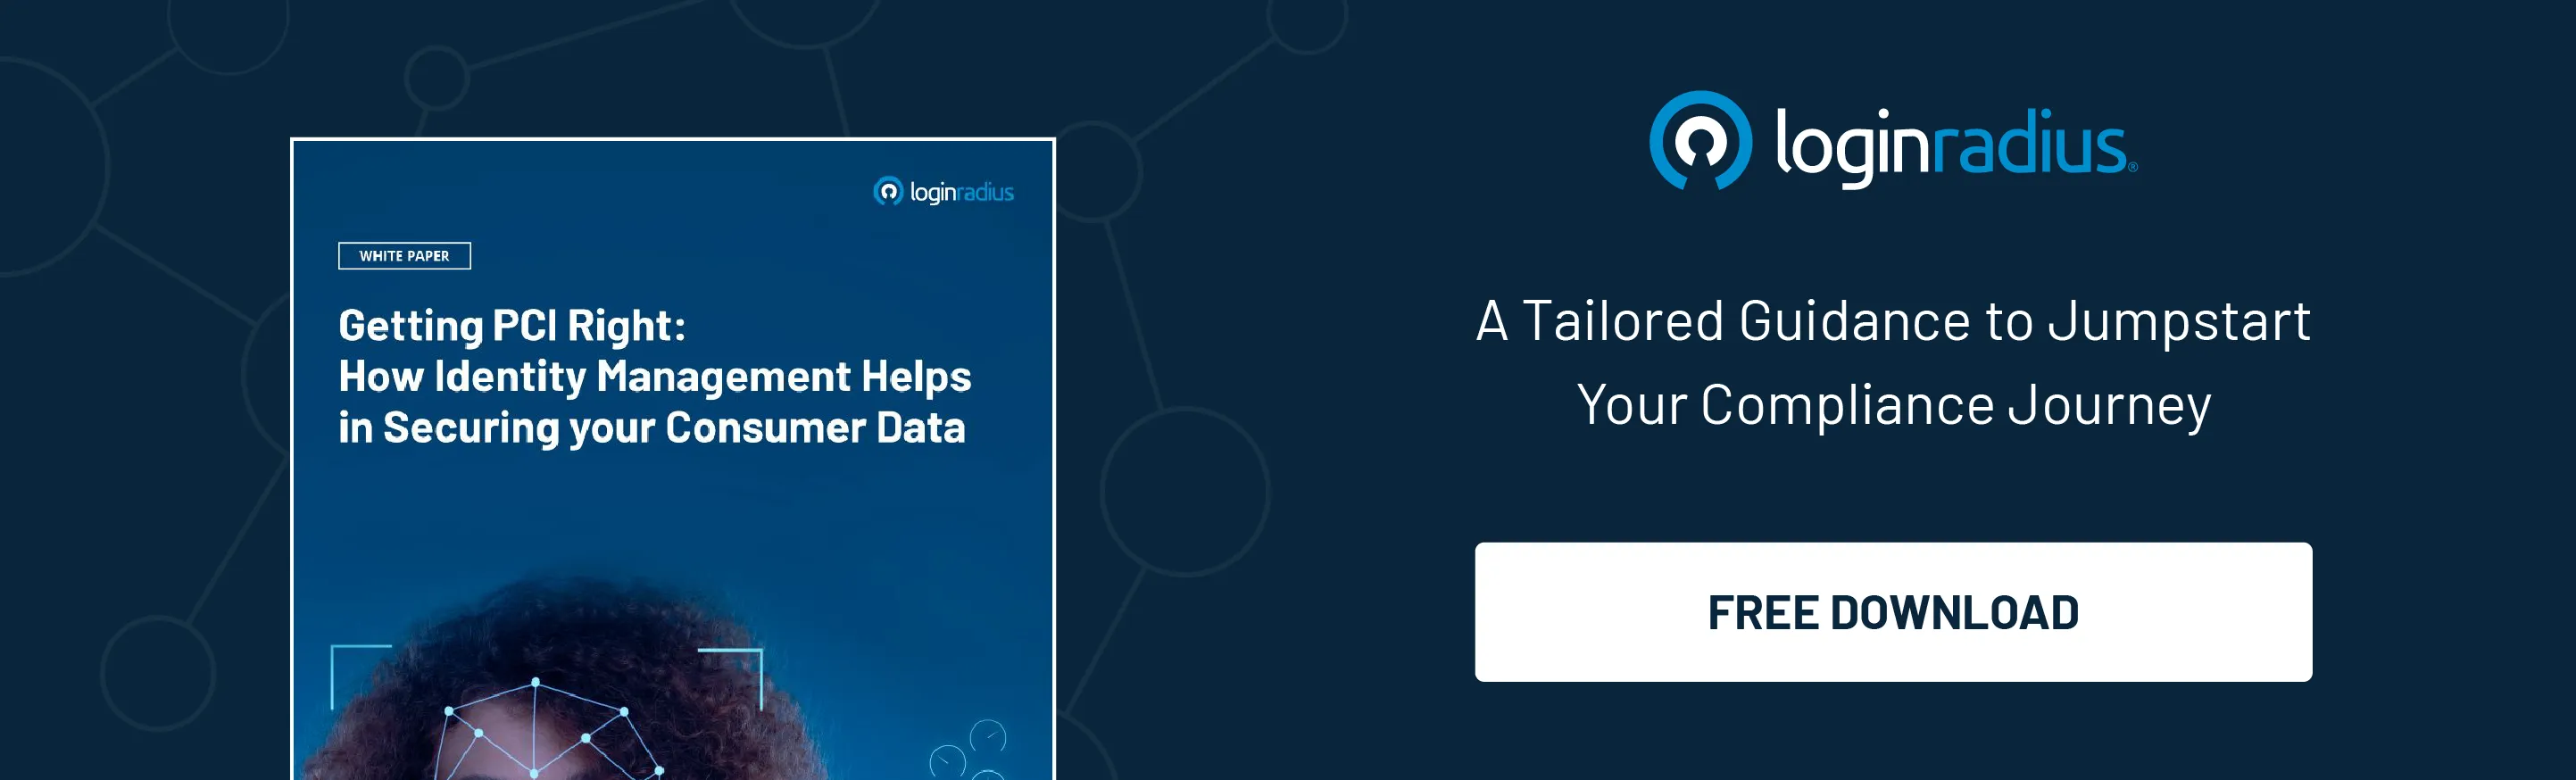 loginradius
WHITE PAPER
Getting PCI Right:
How Identity Management Helps
in Securing your Consumer Data
loginradius®
A Tailored Guidance to Jumpstart
Your Compliance Journey
FREE DOWNLOAD